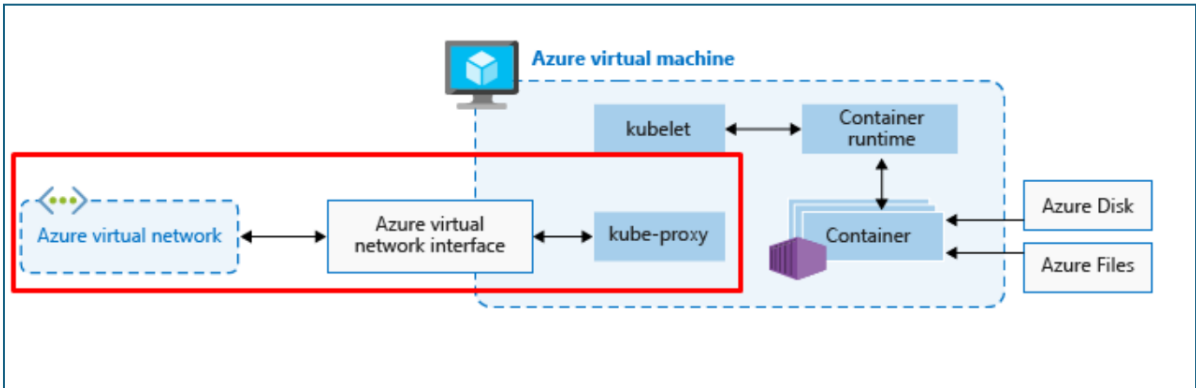 Azure virtual machine
kubelet
Container
runtime
Azure virtual network
Azure virtual
network interface
kube-proxy
Container
Azure Disk
Azure Files